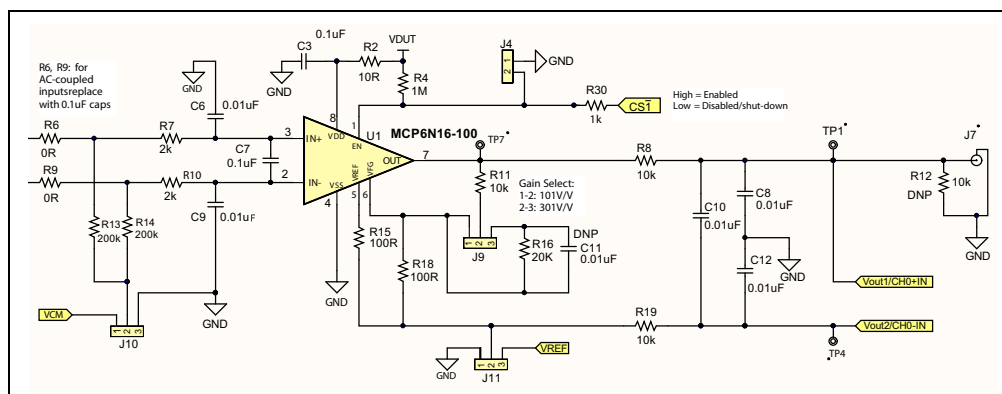 R6, R9: for
AC-coupled
inputsreplace
with 0.1uF caps
R6
0R
R9
0R
R13
200k
R14
200k
VCM
1 2 3
J10
GND
C6
0.01uF
R7
2k
R10
2k
C7
0.1uF
C9
0.01uF
GND
C3
0.1uF
GND
R2
10R
VDUT
R4
1M
J4
1
2
GND
R30
1k
CS1
High = Enabled
Low = Disabled/shut-down
U1
MCP6N16-100
3
IN+
2
IN-
8
VDD
1
EN
OUT
7
VSS
4
VREF
5
VFG
6
GND
TP7
R11
10k
Gain Select:
1-2: 101V/V
2-3: 301V/V
1 2 3
J9
R15
100R
R18
100R
R16
20K
DNP
C11
0.01uF
R8
10k
R19
10k
GND
1 2 3
J11
VREF
C10
0.01uF
C8
0.01uF
C12
0.01uF
GND
TP1
J7
R12
10k
DNP
GND
Vout1/CH0+IN
Vout2/CH0-IN
TP4